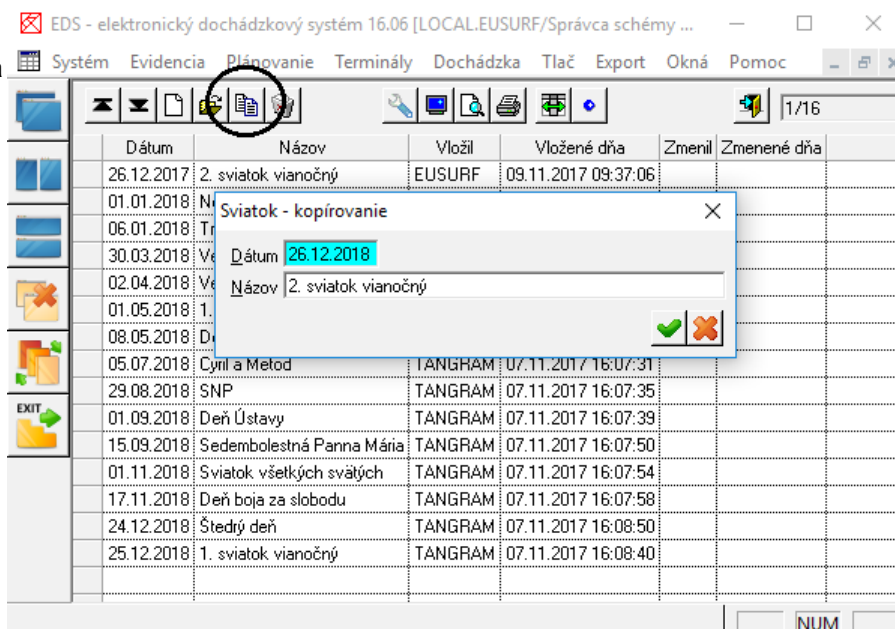 EDS - elektronický dochádzkový systém 16.06 [LOCAL.EUSURF/Správca schémy ...
Systém Evidencia Plánovanie Terminály Dochádzka Tlač Export Okná Pomoc
1/16
Dátum Názov Vložil Vložené dňa Zmenil Zmenené dňa
26.12.2017 2. sviatok vianočný EUSURF 09.11.2017 09:37:06
01.01.2018
Sviatok - kopírovanie
06.01.2018
30.03.2018
Dátum 26.12.2018
02.04.2018
Názov 2. sviatok vianočný
01.05.2018 1.
08.05.2018
05.07.2018 Cyril a Metod TANGRAM 07.11.2017 16:07:31
29.08.2018 SNP TANGRAM 07.11.2017 16:07:35
EXIT
01.09.2018 Deň Ústavy TANGRAM 07.11.2017 16:07:39
15.09.2018 Sedembolestná Panna Mária TANGRAM 07.11.2017 16:07:50
01.11.2018 Sviatok všetkých svätých TANGRAM 07.11.2017 16:07:54
17.11.2018 Deň boja za slobodu TANGRAM 07.11.2017 16:07:58
24.12.2018 Štedrý deň TANGRAM 07.11.2017 16:08:50
25.12.2018 1. sviatok vianočný TANGRAM 07.11.2017 16:08:40
NUM